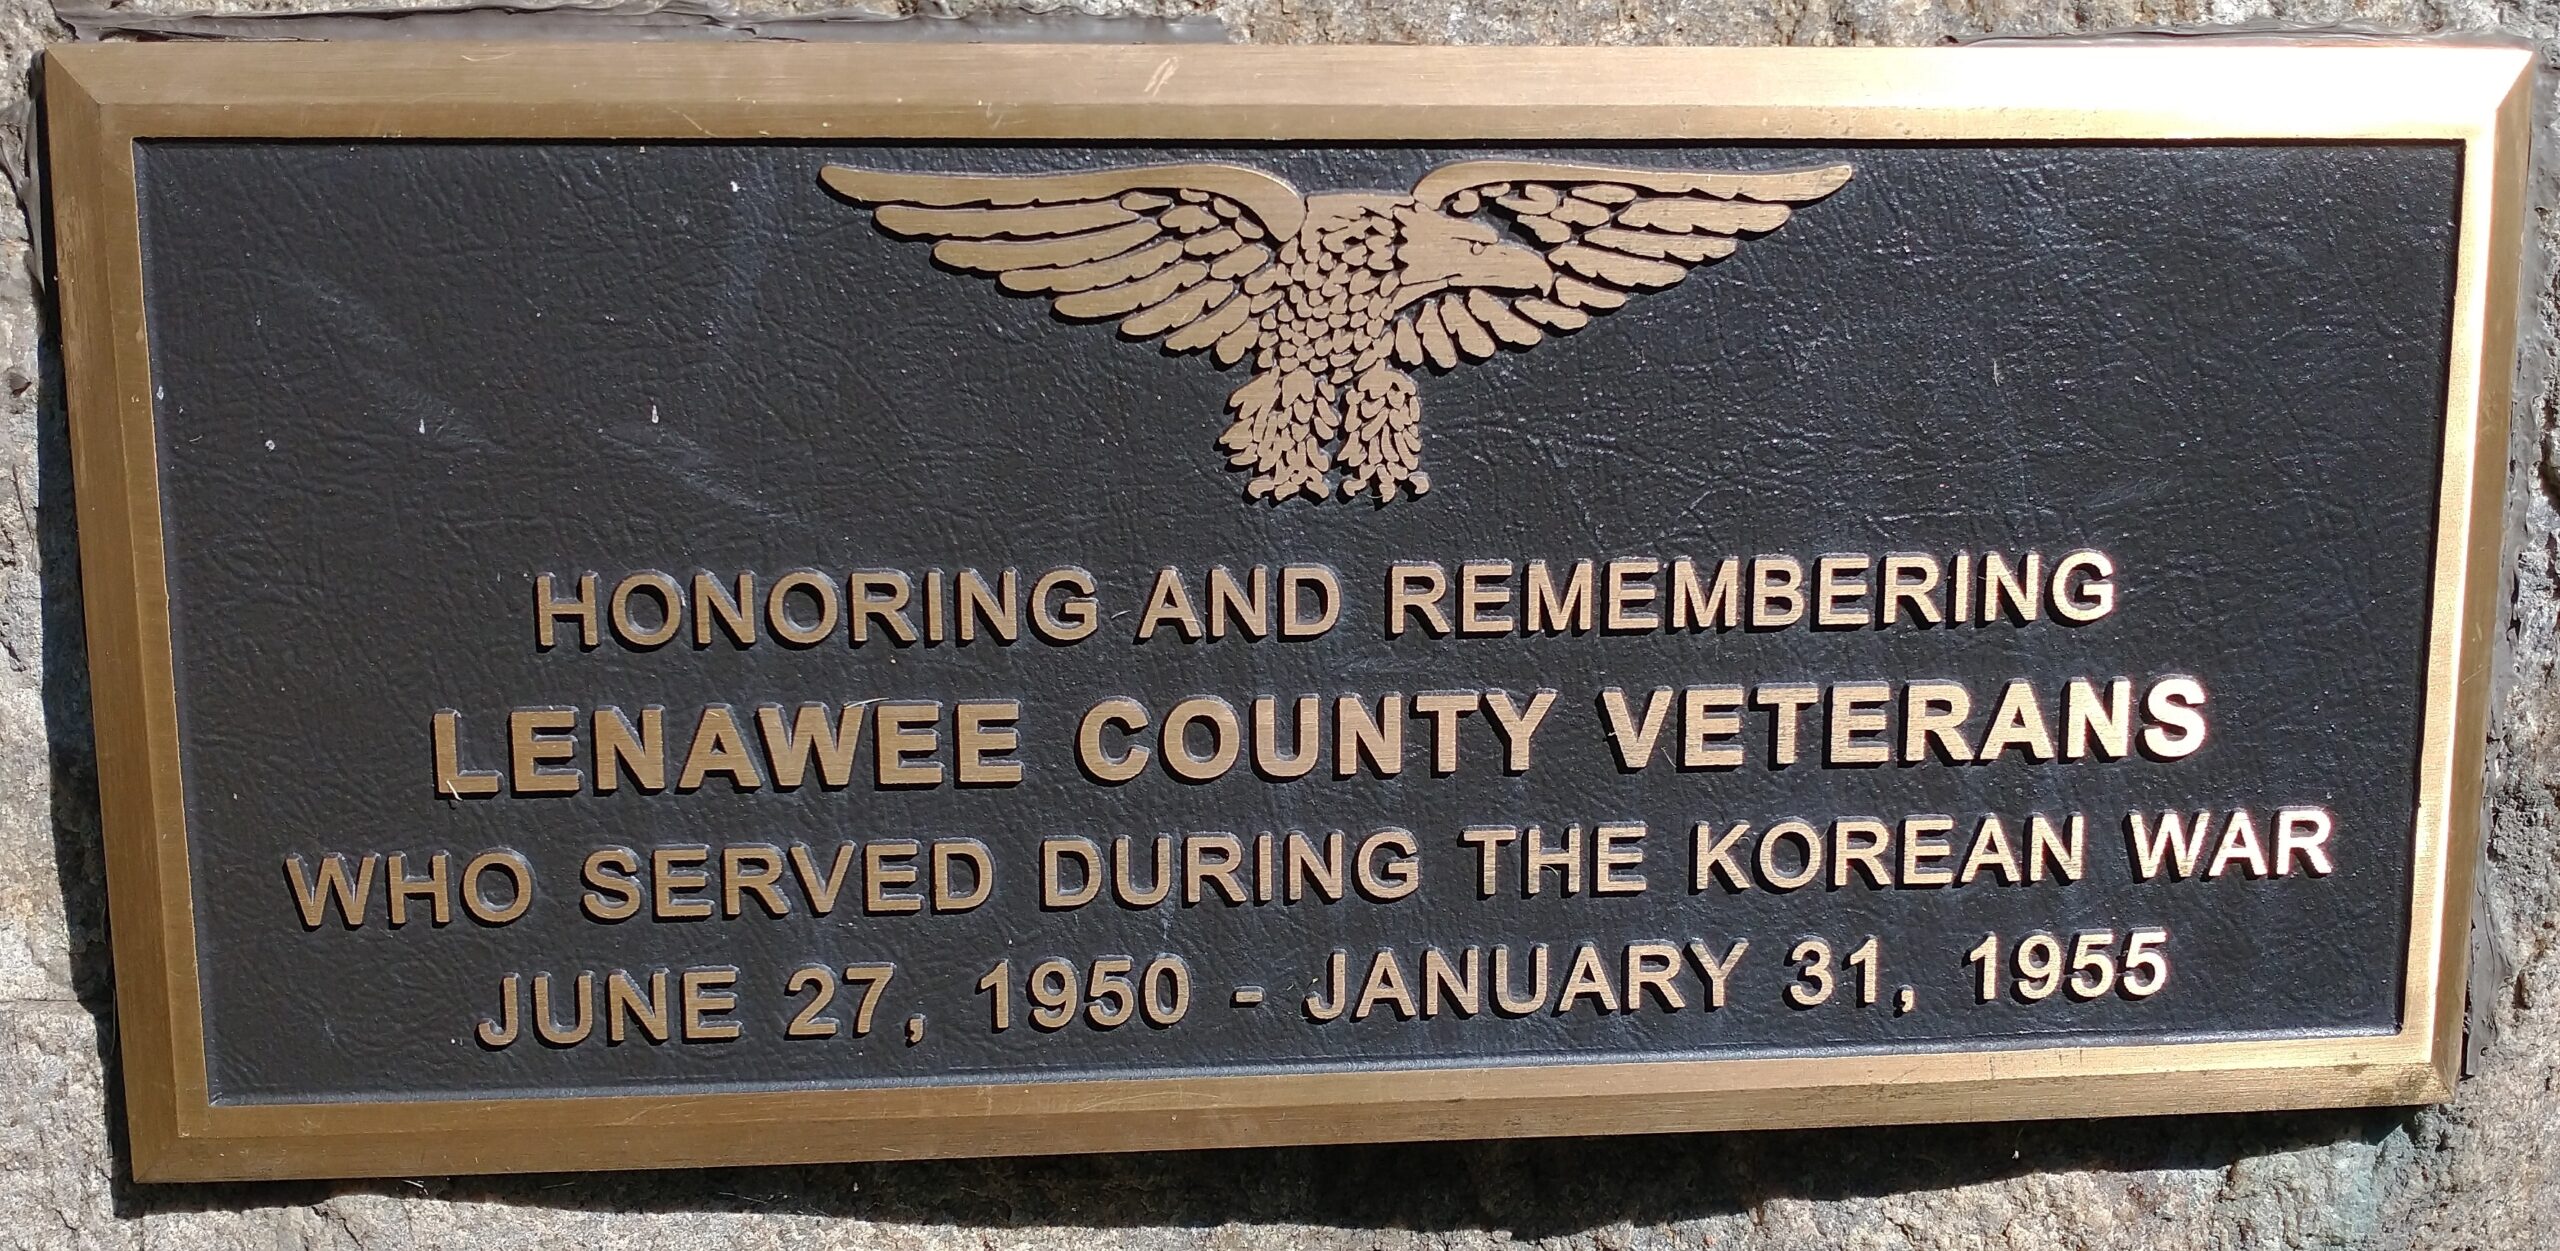 HONORING AND REMEMBERING
LENAWEE COUNTY VETERANS
WHO SERVED DURING THE KOREAN WAR
JUNE 27, 1950 - JANUARY 31, 1955